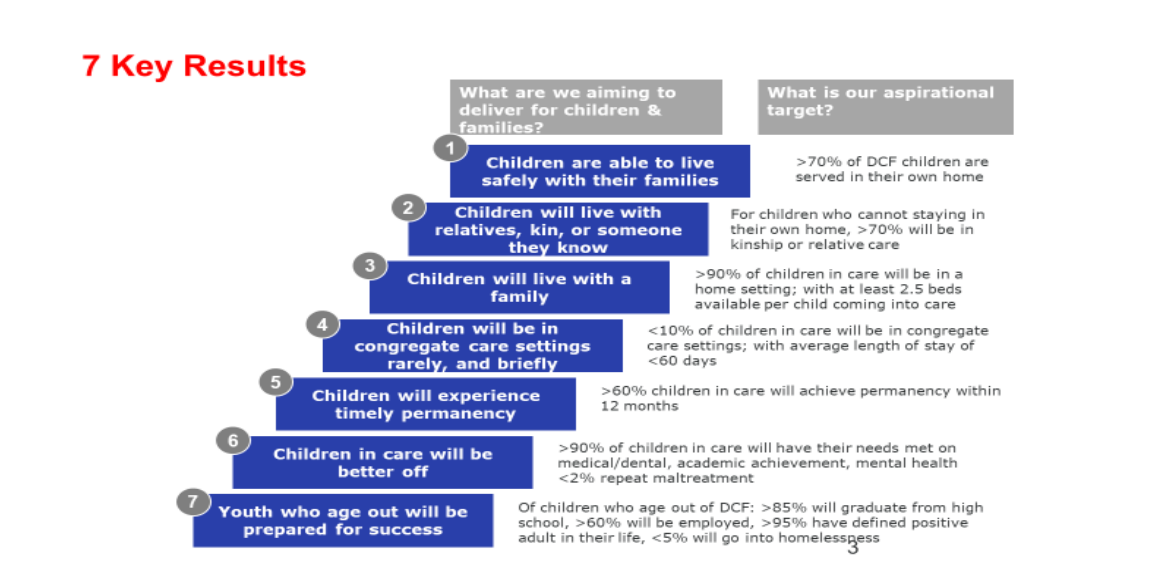 7 Key Results
What are we aiming to
deliver for children &
families?
What is our aspirational
target?
1
Children are able to live
safely with their families
>70% of DCF children are
served in their own home
2
Children will live with
relatives, kin, or someone
they know
For children who cannot staying in
their own home, >70% will be in
kinship or relative care
3
Children will live with a
family
>90% of children in care will be in a
home setting; with at least 2.5 beds
available per child coming into care
4
Children will be in
congregate care settings
rarely, and briefly
<10% of children in care will be in congregate
care settings; with average length of stay of
<60 days
5
Children will experience
timely permanency
>60% children in care will achieve permanency within
12 months
6
Children in care will be
better off
>90% of children in care will have their needs met on
medical/dental, academic achievement, mental health
<2% repeat maltreatment
7
Youth who age out will be
prepared for success
Of children who age out of DCF: >85% will graduate from high
school, >60% will be employed, >95% have defined positive
adult in their life, <5% will go into homelessness
3